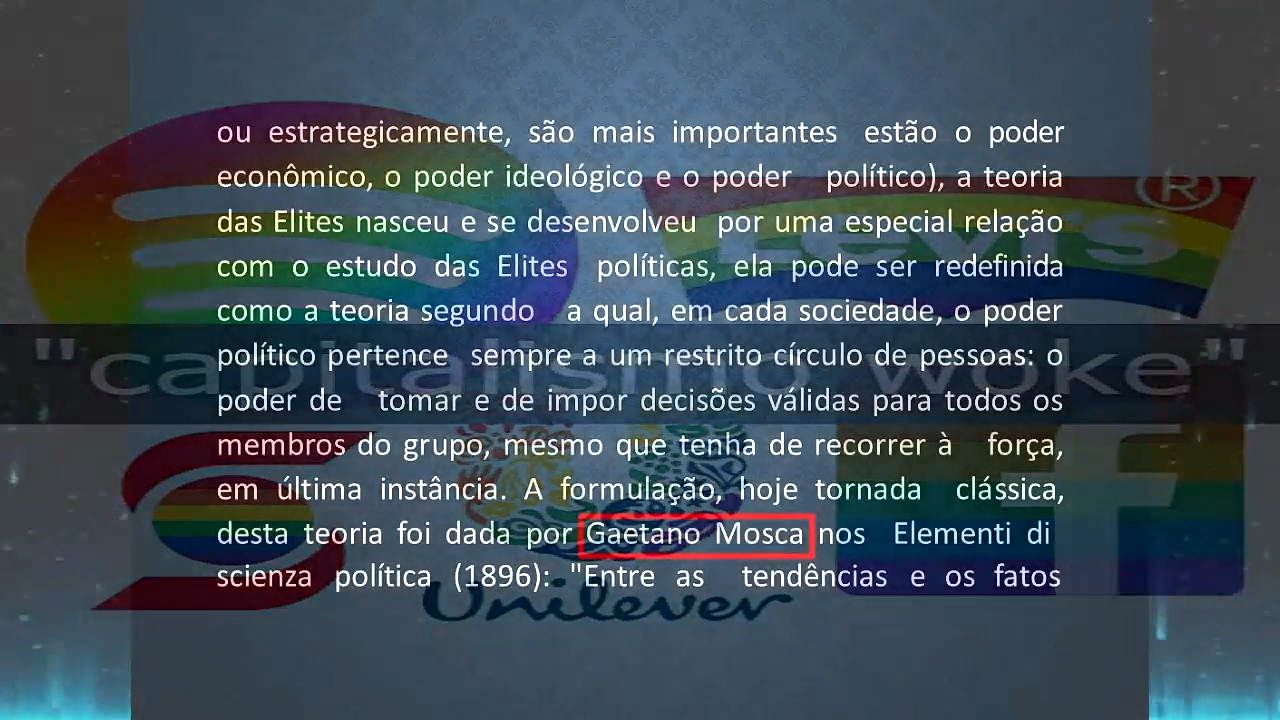 ou estrategicamente, são mais importantes estão o poder
econômico, o poder ideológico e o poder político), a teoria
das Elites nasceu e se desenvolveu por uma especial relação
com o estudo das Elites políticas, ela pode ser redefinida
como a teoria segundo a qual, em cada sociedade, o poder
político pertence sempre a um restrito círculo de pessoas: o
poder de tomar e de impor decisões válidas para todos os
membros do grupo, mesmo que tenha de recorrer à força,
em última instância. A formulação, hoje tornada clássica,
desta teoria foi dada por Gaetano Mosca nos Elementi di
scienza política (1896): "Entre as tendências e os fatos
Levi's ®
"capitalismo woke"
Unilever